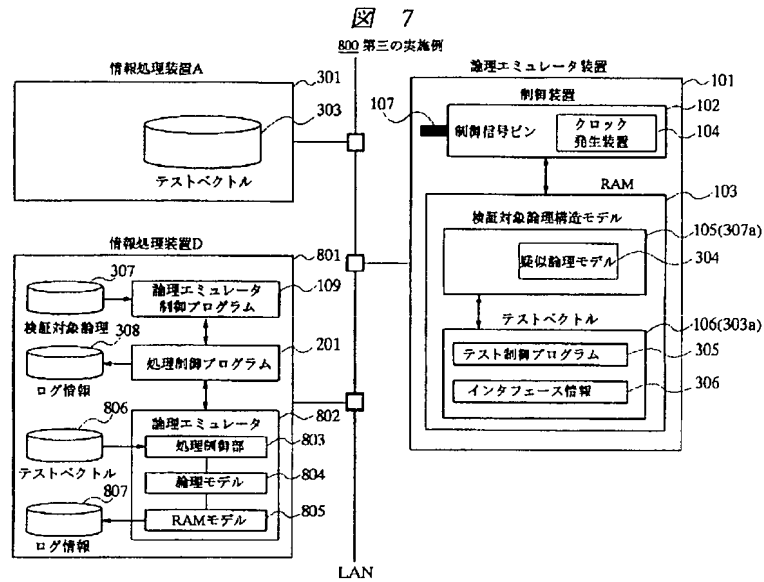 図 7
800 第三の実施例
情報処理装置A
301
303
テストベクトル
論理エミュレータ装置
101
制御装置
102
107
制御信号ピン
クロック
発生装置
104
RAM
103
検証対象論理構造モデル
105(307a)
疑似論理モデル
304
テストベクトル
106(303a)
テスト制御プログラム
305
インタフェース情報
306
情報処理装置D
801
307
論理エミュレータ
制御プログラム
109
検証対象論理
308
処理制御プログラム
201
ログ情報
806
論理エミュレータ
802
処理制御部
803
テストベクトル
論理モデル
804
807
RAMモデル
805
ログ情報
LAN